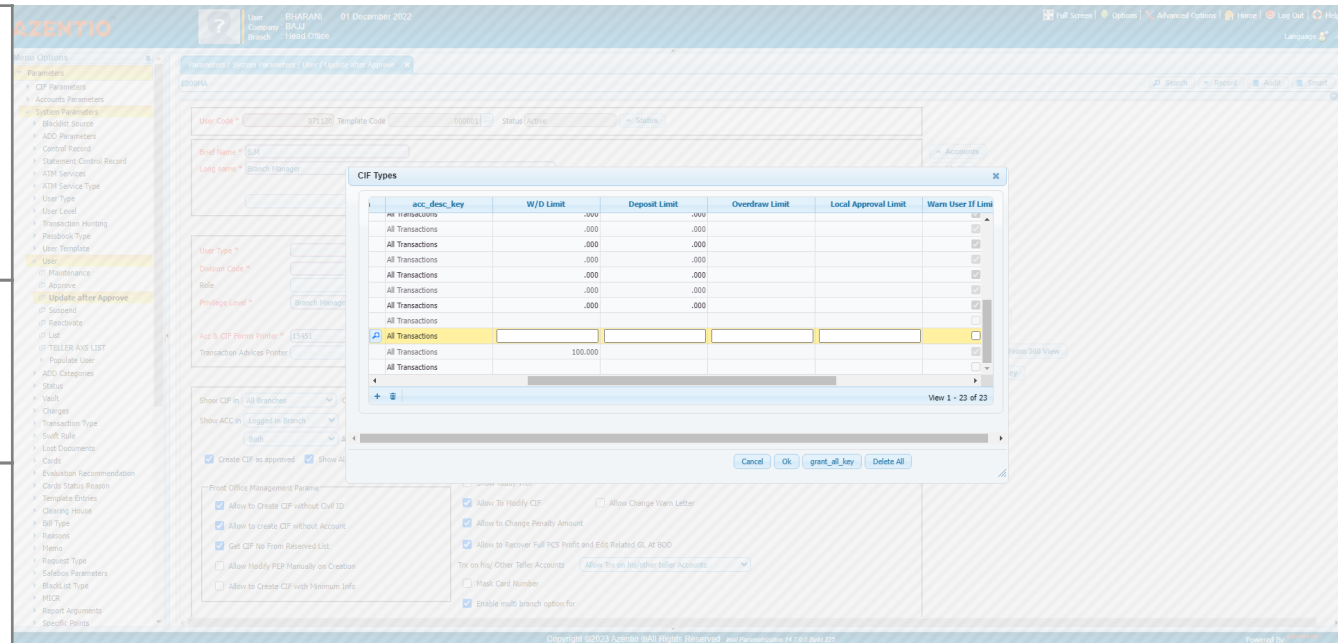 AZENTIO
User BHARANI 01 December 2022
Company BAJJ
Branch Head Office
Full Screen | Options | Advanced Options | Home | Log Out | Help
Language
Menu Options
Parameters
CIF Parameters
Accounts Parameters
System Parameters
Blacklist Source
ADD Parameters
Control Record
Statement Control Record
ATM Services
ATM Service Type
User Type
User Level
Transaction Hunting
Passbook Type
User Template
User
Maintenance
Approve
Update after Approve
Suspend
Reactivate
List
TELLER AXS LIST
Populate User
ADD Categories
Status
Vault
Charges
Transaction Type
Swift Rule
Lost Documents
Cards
Evaluation Recommendation
Cards Status Reason
Template Entries
Clearing House
Bill Type
Reasons
Memo
Request Type
Safebox Parameters
BlackList Type
MICR
Report Arguments
Specific Points
Parameters / System Parameters / User / Update after Approve
Search Record Audit Smart
User Code * Template Code 000001 Status Active Status
Brief Name * Accounts
Long name * Branch Manager
User Type *
Division Code *
Role
Privilege Level * Branch Manager
Acc & CIF Prints Printer * 15451
Transaction Advices Printer
From 360 View
Show CIF in All Branches
Show ACC in Logged in Branch
Both
Create CIF as approved Show Al
Front Office Management Params
Allow to Create CIF without Civil ID
Allow to create CIF without Account
Get CIF No From Reserved List
Allow Modify PEP Manually on Creation
Allow to Create CIF with Minimum Info
Allow To Modify CIF Allow Change Warn Letter
Allow to Change Penalty Amount
Allow to Recover Full PCS Profit and Edit Related GL At BOD
Trx on his/ Other Teller Accounts Allow Trx on his/other teller Accounts
Mask Card Number
Enable multi branch option for
CIF Types
acc_desc_key W/D Limit Deposit Limit Overdraw Limit Local Approval Limit Warn User If Limi
All Transactions .000 .000
All Transactions .000 .000
All Transactions .000 .000
All Transactions .000 .000
All Transactions .000 .000
All Transactions .000 .000
All Transactions .000 .000
All Transactions
All Transactions
All Transactions 100.000
All Transactions
View 1 - 23 of 23
Cancel Ok grant_all_key Delete All
Copyright ©2023 Azentio ®All Rights Reserved
Powered By